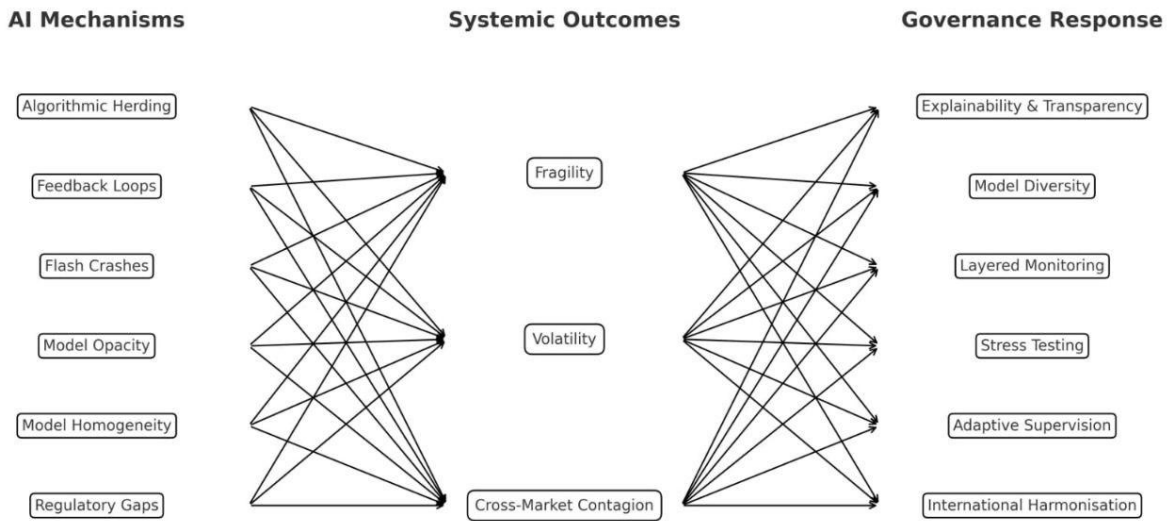 AI Mechanisms
Systemic Outcomes
Governance Response
Algorithmic Herding
Feedback Loops
Flash Crashes
Model Opacity
Model Homogeneity
Regulatory Gaps
Fragility
Volatility
Cross-Market Contagion
Explainability & Transparency
Model Diversity
Layered Monitoring
Stress Testing
Adaptive Supervision
International Harmonisation